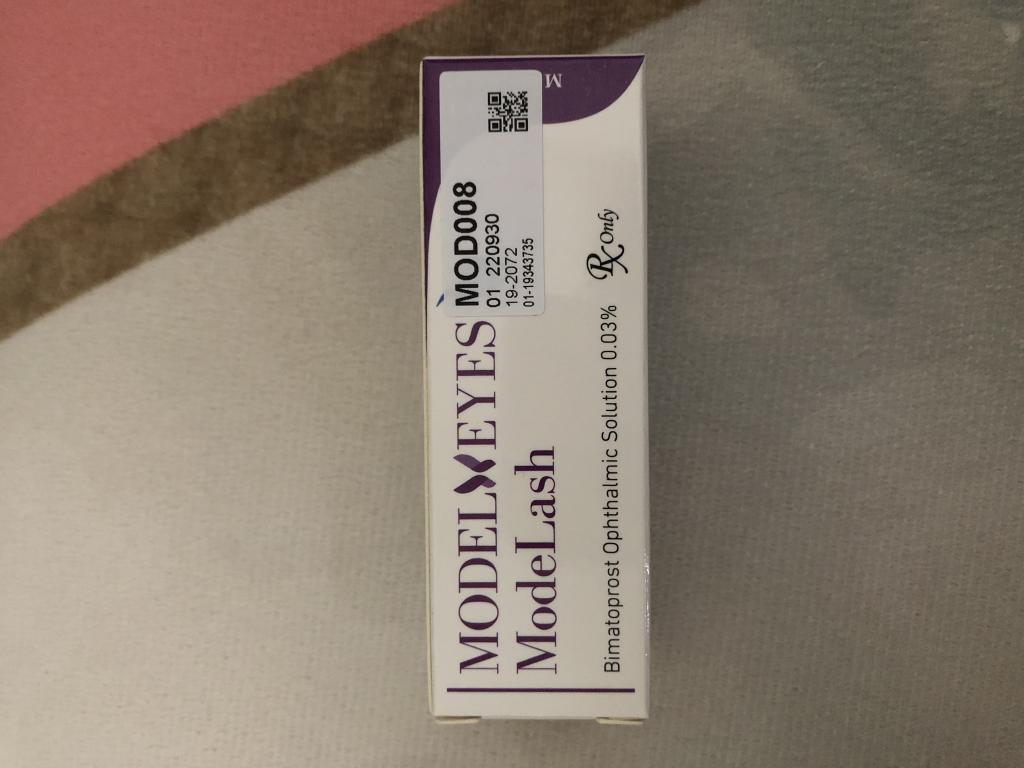 MOD008
01 220930
19-2072
01-19343735
MODEL EYES
ModeLash
Bimatoprost Ophthalmic Solution 0.03%
Rx Only
M